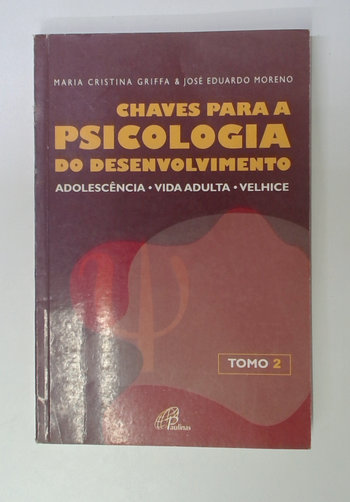 MARIA CRISTINA GRIFFA & JOSÉ EDUARDO MORENO
CHAVES PARA A
PSICOLOGIA
DO DESENVOLVIMENTO
ADOLESCÊNCIA • VIDA ADULTA • VELHICE
TOMO 2
Paulinas